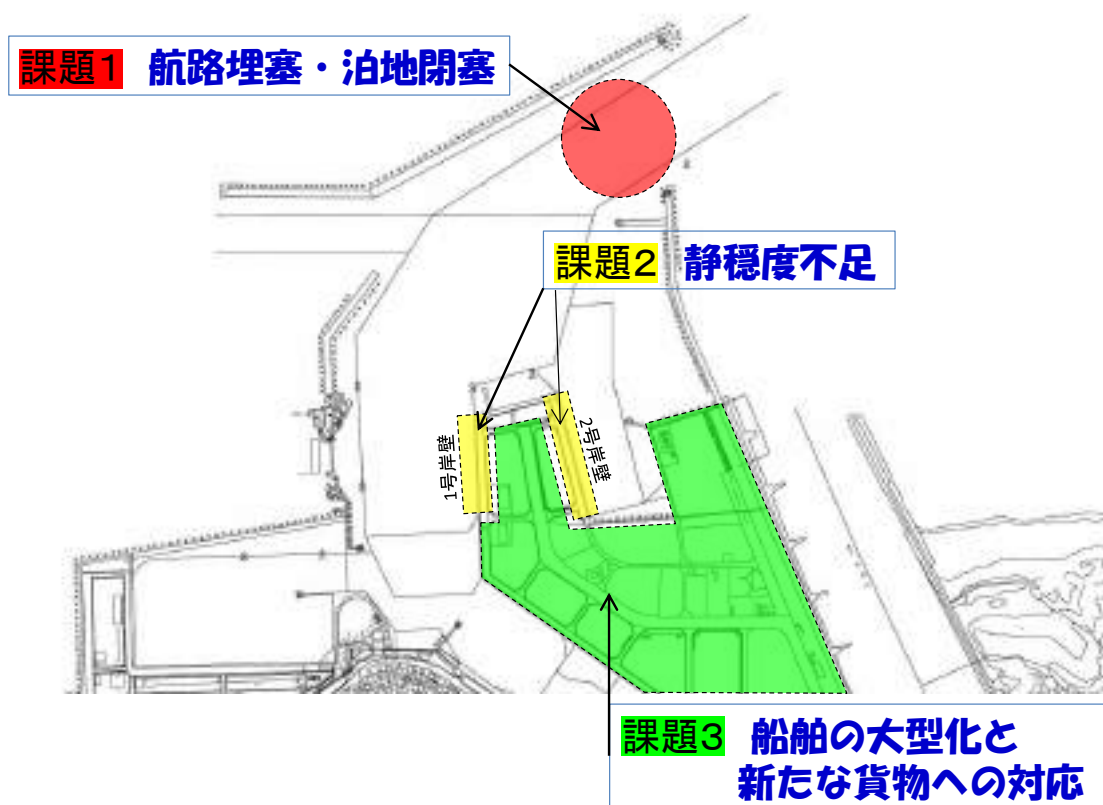 課題1 航路埋塞・泊地閉塞
課題2 静穏度不足
1号岸壁
2号岸壁
課題3 船舶の大型化と
新たな貨物への対応